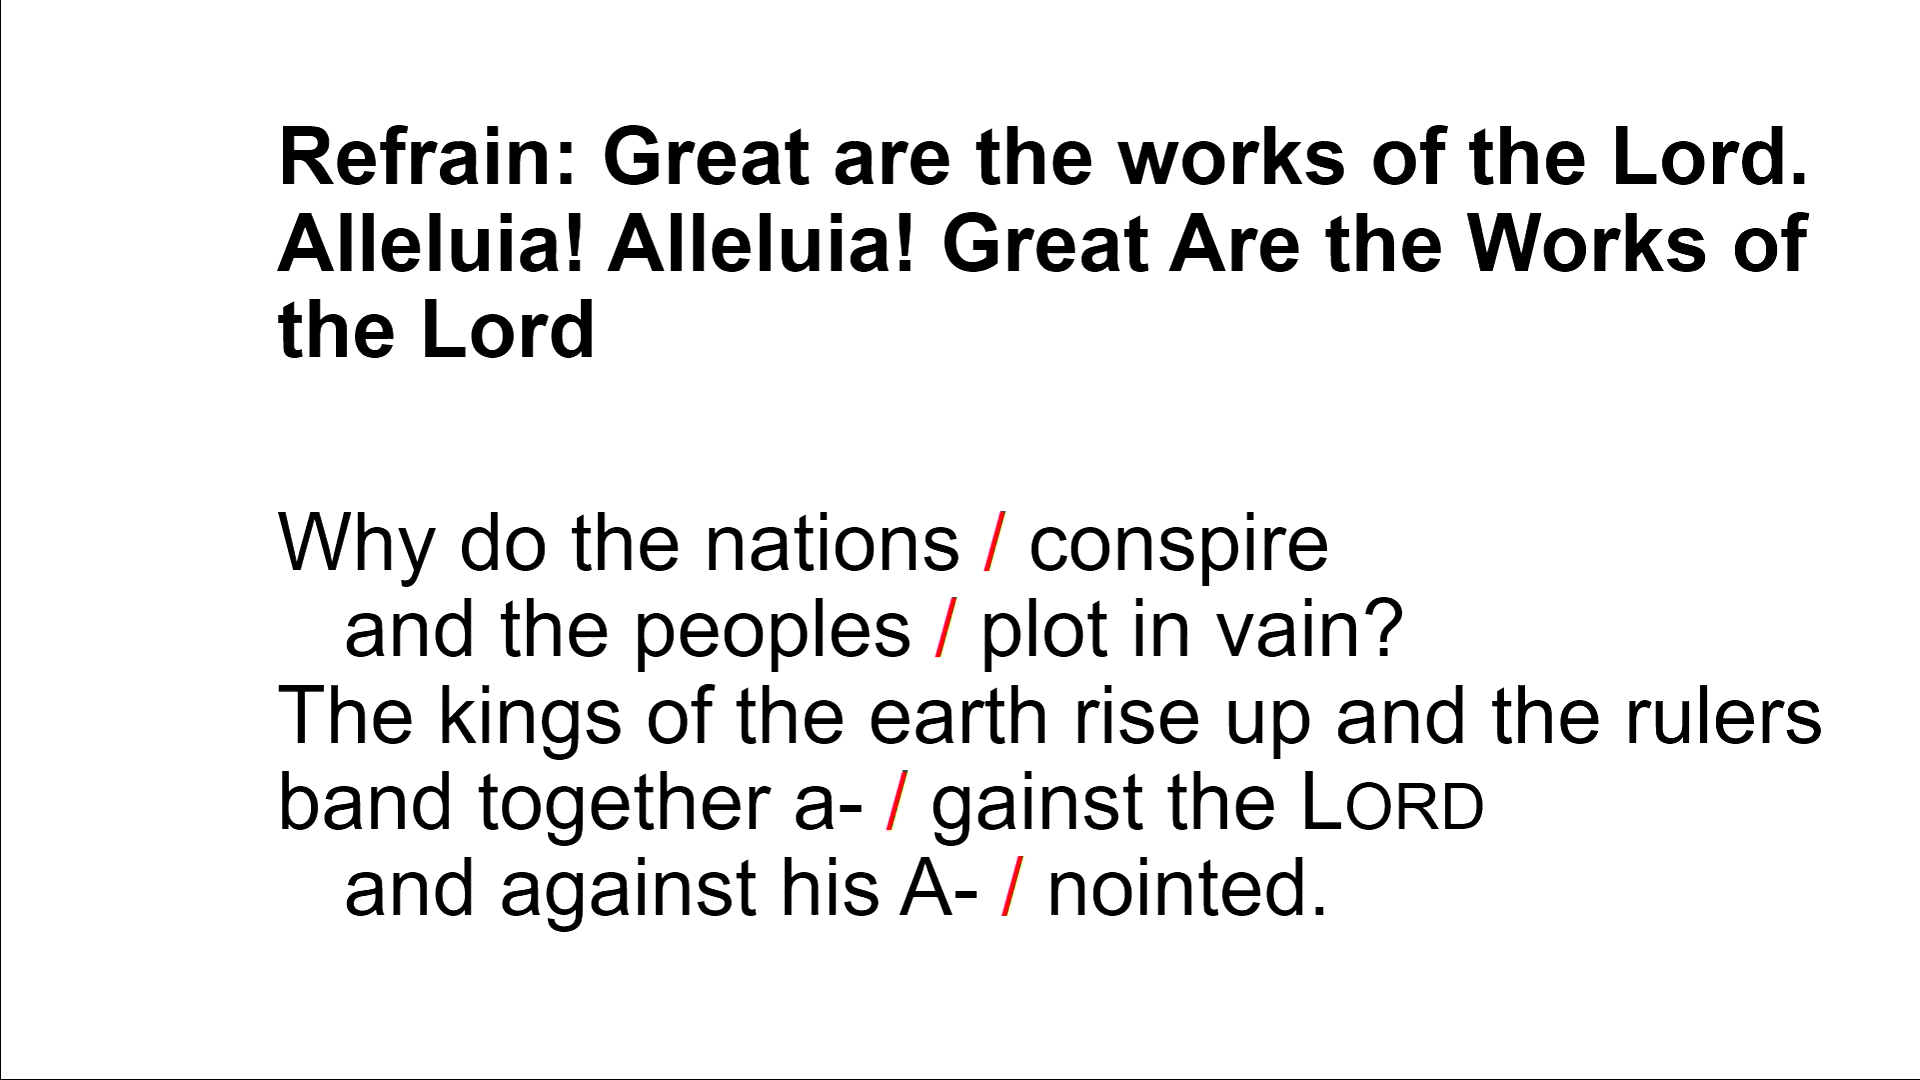 Refrain: Great are the works of the Lord.
Alleluia! Alleluia! Great Are the Works of
the Lord
Why do the nations / conspire
and the peoples / plot in vain?
The kings of the earth rise up and the rulers
band together a- / gainst the LORD
and against his A- / nointed.